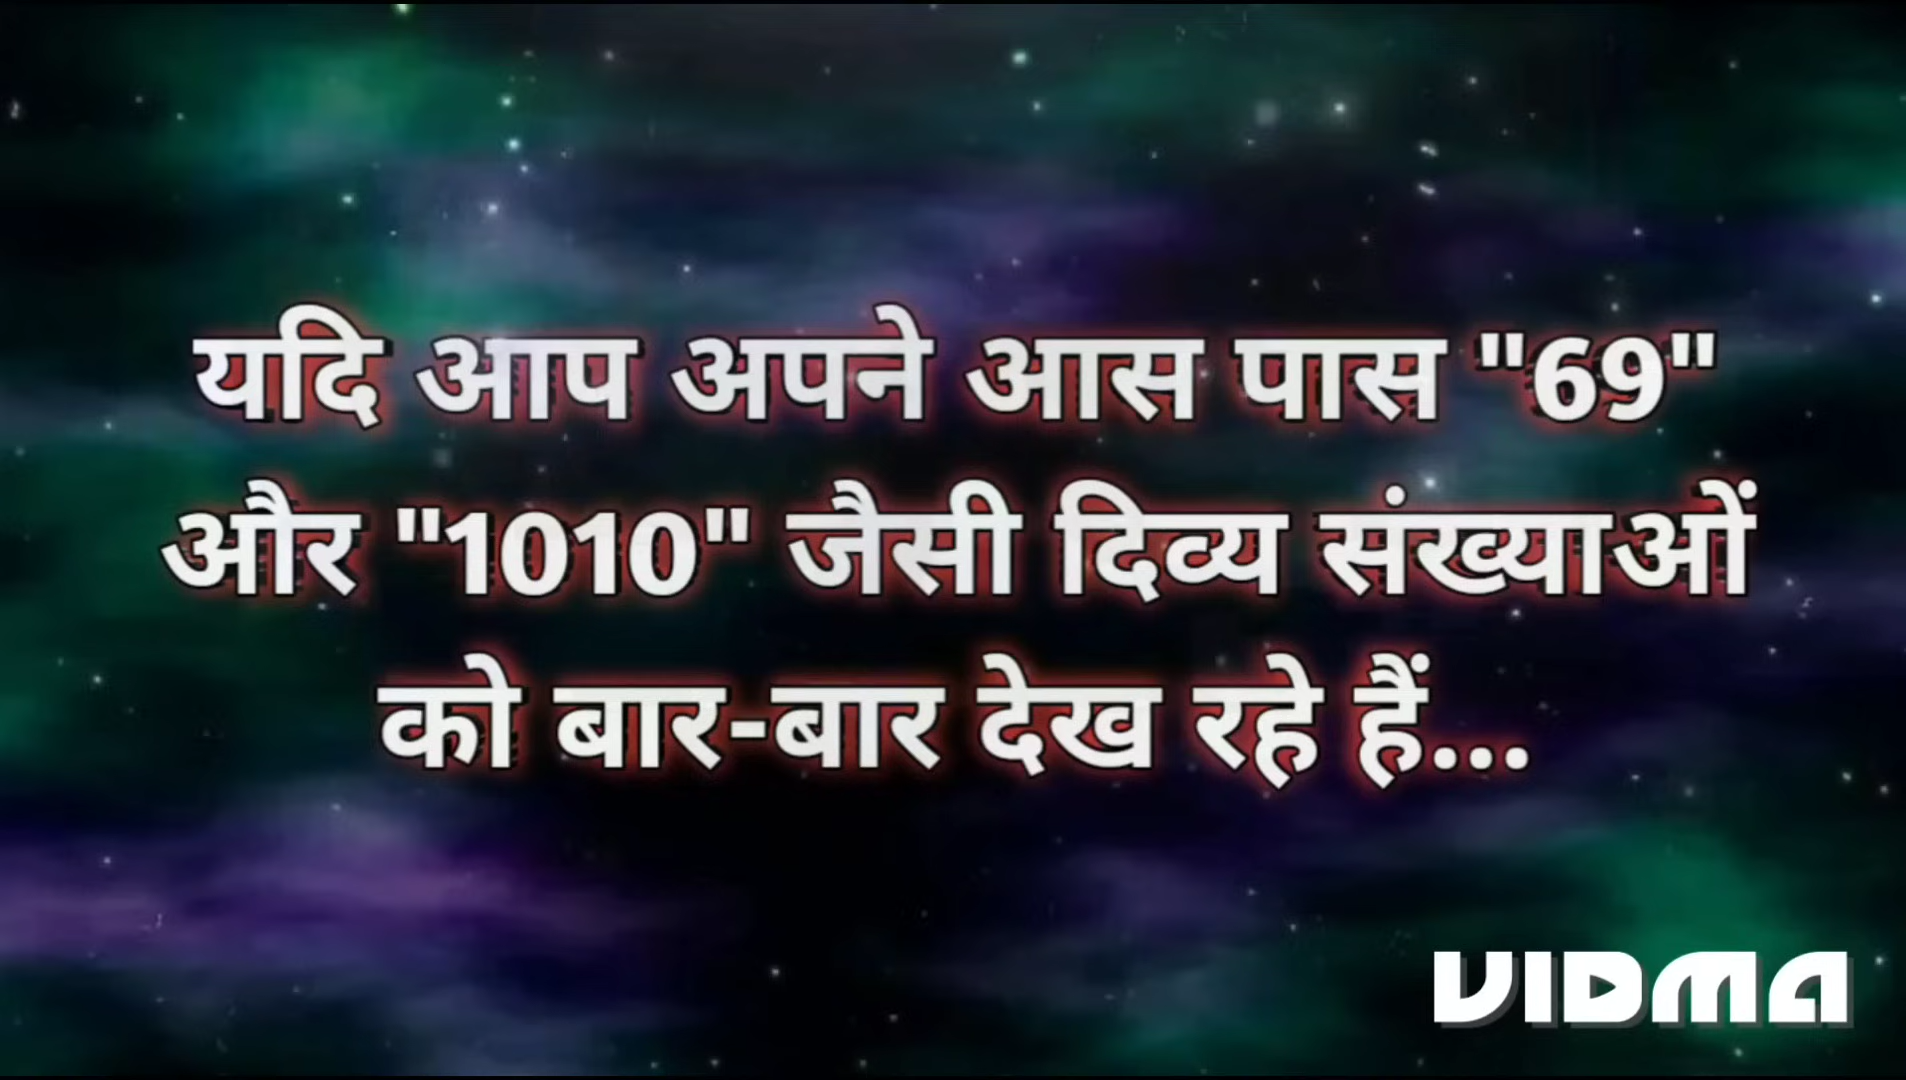 यदि आप अपने आस पास "69"
और "1010" जैसी दिव्य संख्याओं
को बार-बार देख रहे हैं...
VIDMA